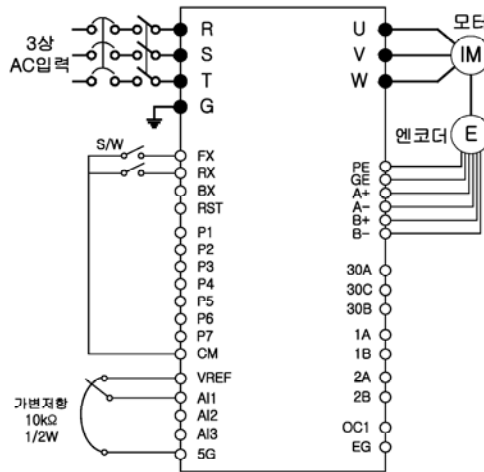 3상
AC입력
R
S
T
G
U
V
W
모터
IM
엔코더
E
S/W
FX
RX
BX
RST
P1
P2
P3
P4
P5
P6
P7
CM
VREF
AI1
AI2
AI3
5G
가변저항
10kΩ
1/2W
PE
GE
A+
A-
B+
B-
30A
30C
30B
1A
1B
2A
2B
OC1
EG